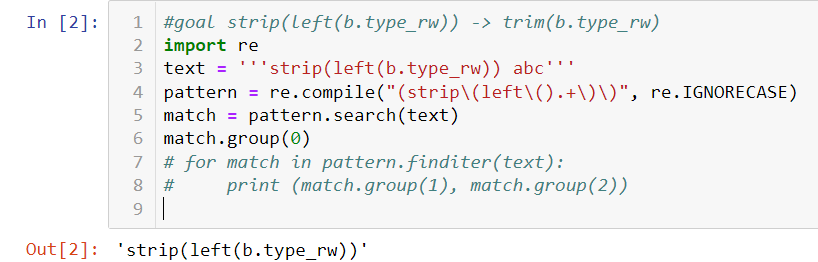 In [2]:
1 #goal strip(left(b.type_rw)) -> trim(b.type_rw)
2 import re
3 text = '''strip(left(b.type_rw)) abc'''
4 pattern = re.compile("(strip\(left\().+\)\)", re.IGNORECASE)
5 match = pattern.search(text)
6 match.group(0)
7 # for match in pattern.finditer(text):
8 #     print (match.group(1), match.group(2))
9
Out[2]: 'strip(left(b.type_rw))'